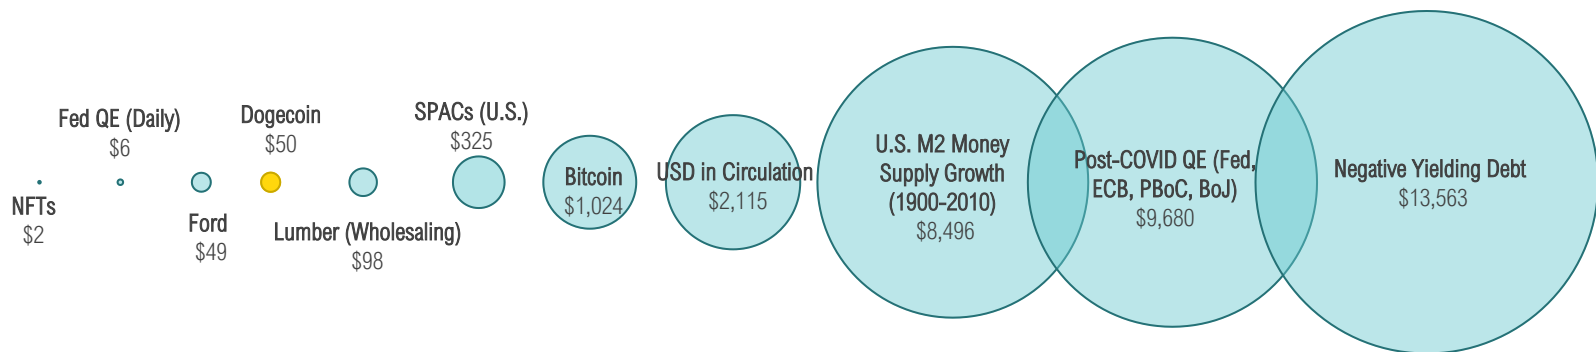 NFTs
$2
Fed QE (Daily)
$6
Ford
$49
Dogecoin
$50
Lumber (Wholesaling)
$98
SPACs (U.S.)
$325
Bitcoin
$1,024
USD in Circulation
$2,115
U.S. M2 Money
Supply Growth
(1900-2010)
$8,496
Post-COVID QE (Fed,
ECB, PBoC, BoJ)
$9,680
Negative Yielding Debt
$13,563